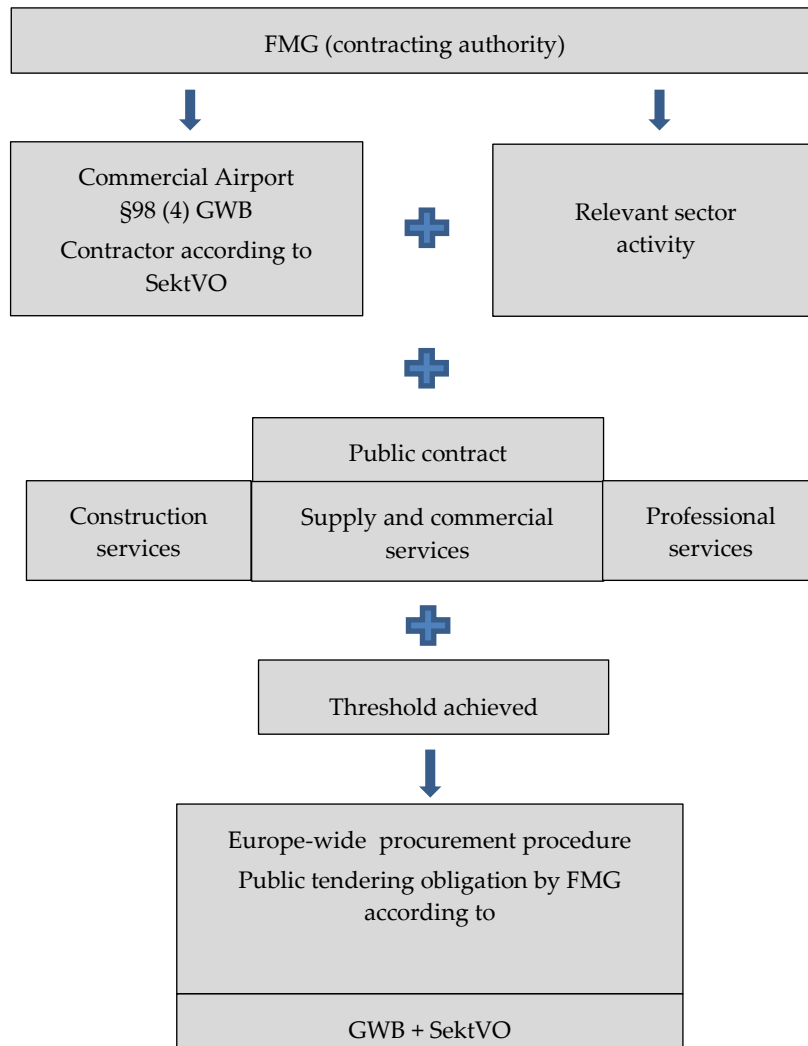 FMG (contracting authority)
Commercial Airport
§98 (4) GWB
Contractor according to
SektVO
Relevant sector
activity
Public contract
Construction
services
Supply and commercial
services
Professional
services
Threshold achieved
Europe-wide procurement procedure
Public tendering obligation by FMG
according to
GWB + SektVO